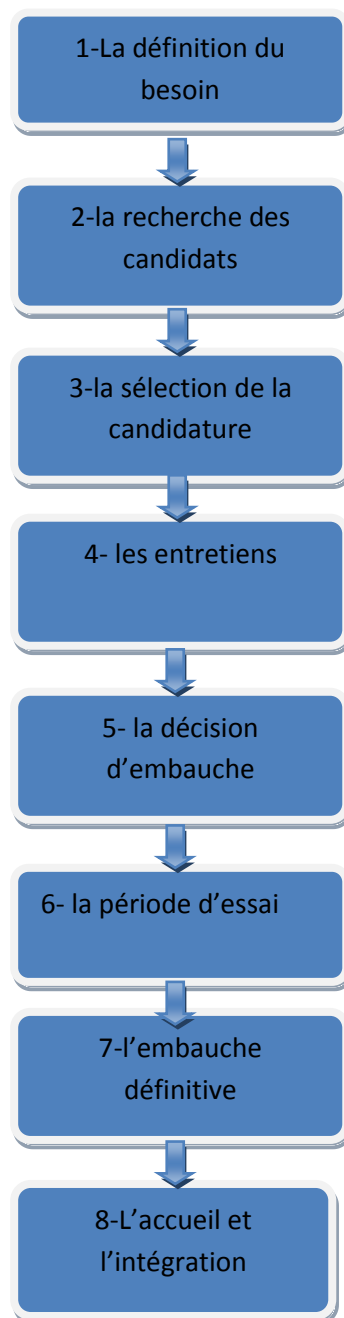 1-La définition du
besoin
2-la recherche des
candidats
3-la sélection de la
candidature
4- les entretiens
5- la décision
d’embauche
6- la période d’essai
7-l’embauche
définitive
8-L’accueil et
l’intégration